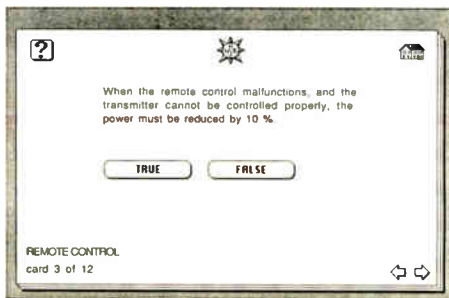 ?
When the remote control malfunctions, and the
transmitter cannot be controlled properly, the
power must be reduced by 10 %.
TRUE FALSE
REMOTE CONTROL
card 3 of 12